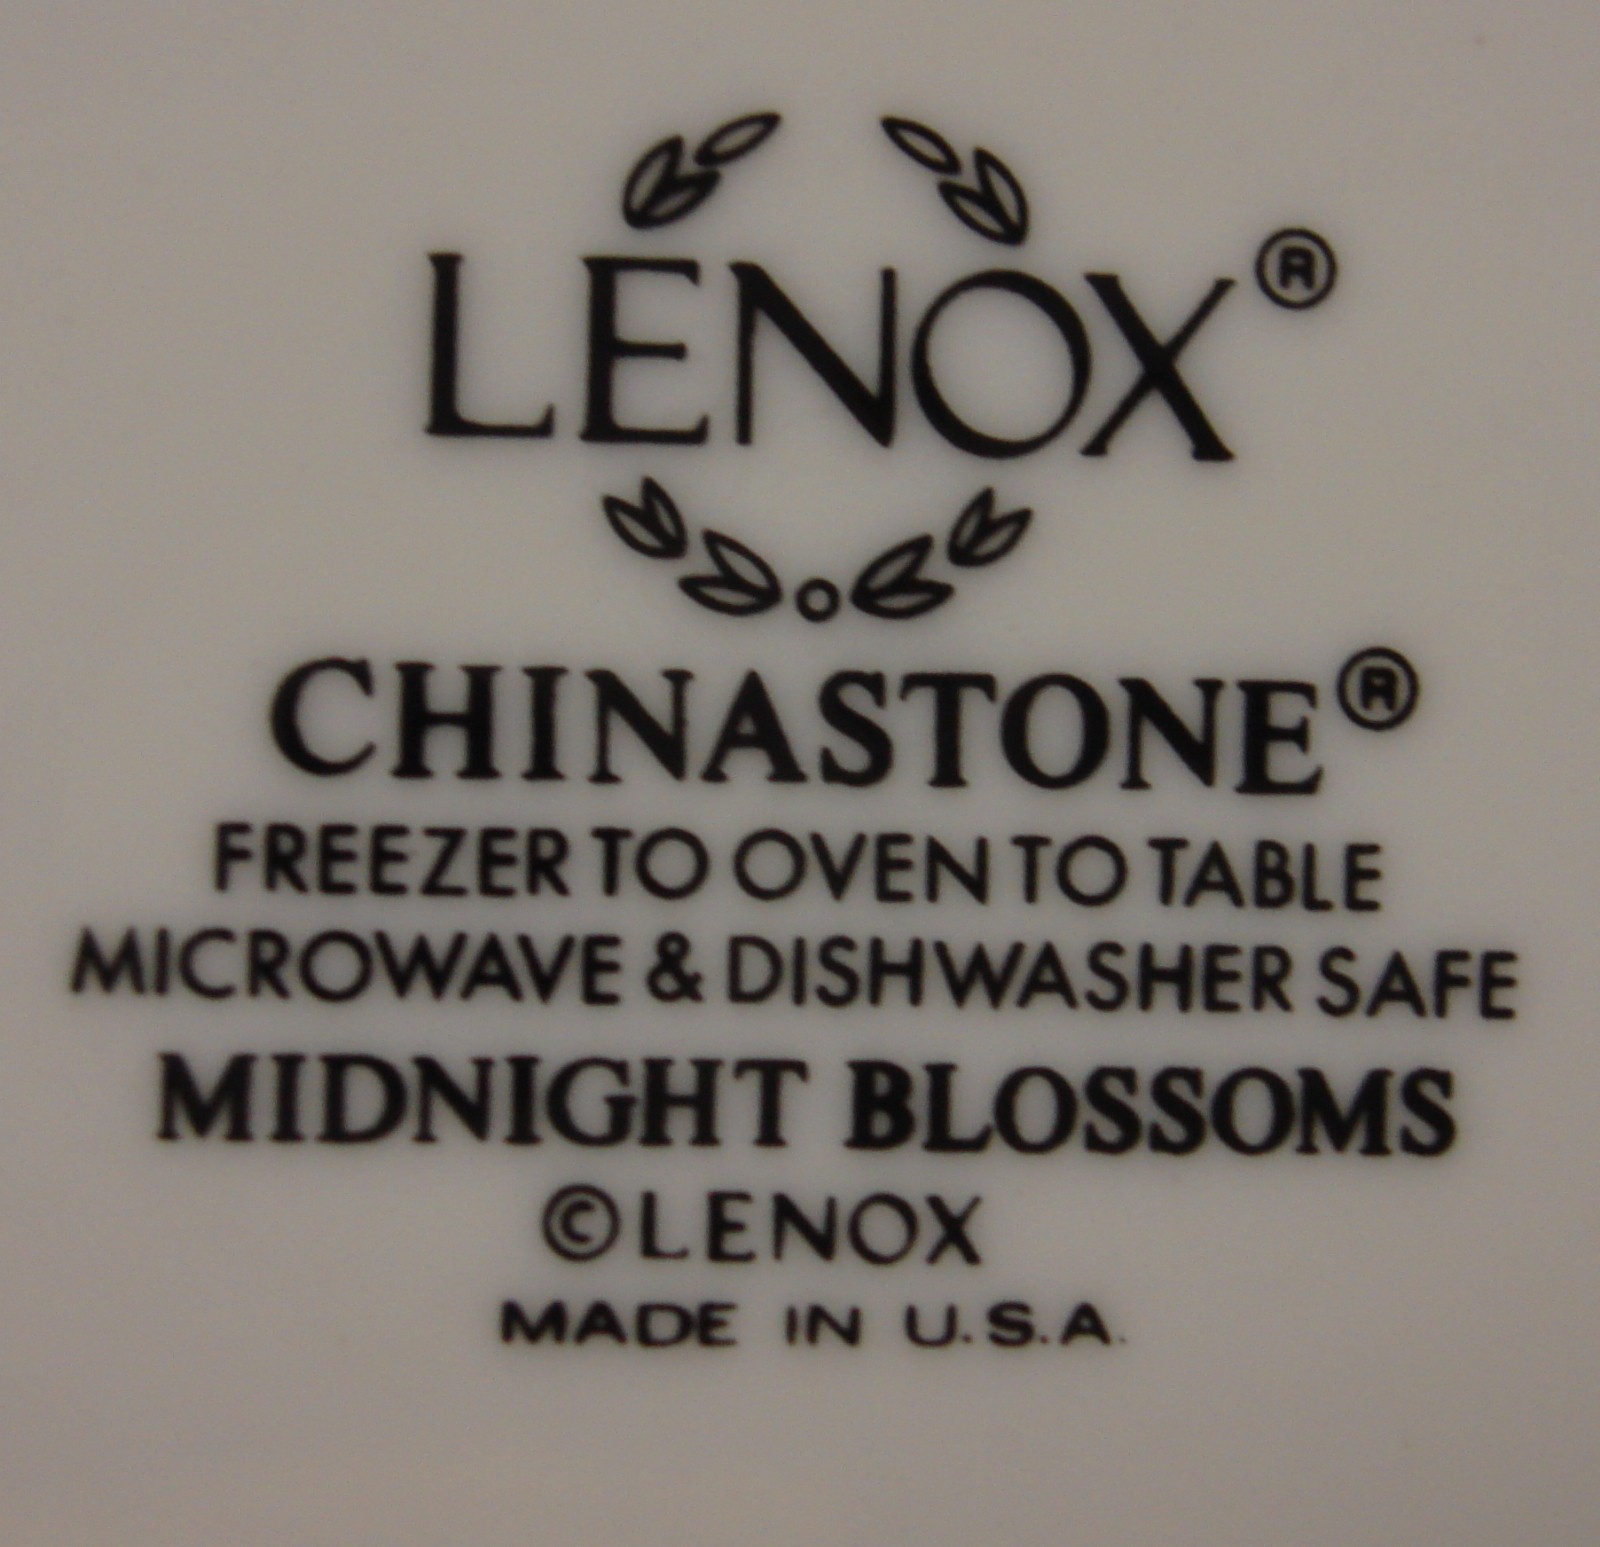 LENOX®
CHINASTONE®
FREEZER TO OVEN TO TABLE
MICROWAVE & DISHWASHER SAFE
MIDNIGHT BLOSSOMS
©LENOX
MADE IN U.S.A.